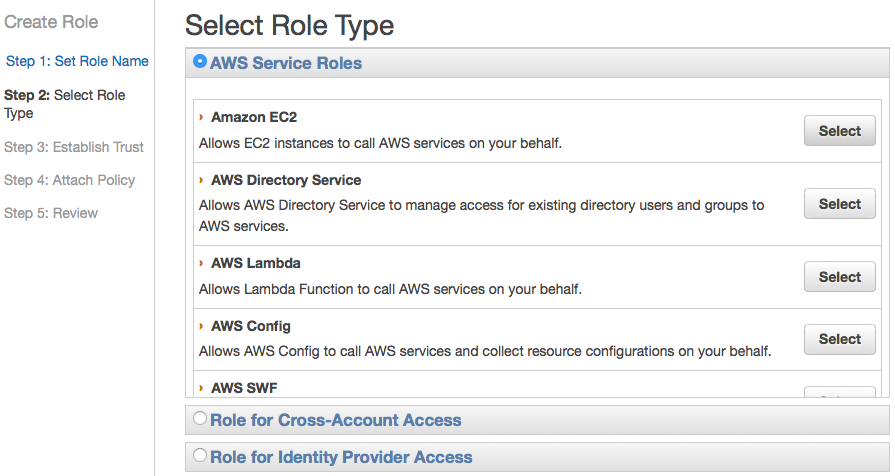 Create Role
Step 1: Set Role Name
Step 2: Select Role
Type
Step 3: Establish Trust
Step 4: Attach Policy
Step 5: Review
Select Role Type
AWS Service Roles
Amazon EC2
Allows EC2 instances to call AWS services on your behalf.
Select
AWS Directory Service
Allows AWS Directory Service to manage access for existing directory users and groups to
AWS services.
Select
AWS Lambda
Allows Lambda Function to call AWS services on your behalf.
Select
AWS Config
Allows AWS Config to call AWS services and collect resource configurations on your behalf.
Select
AWS SWF
Role for Cross-Account Access
Role for Identity Provider Access